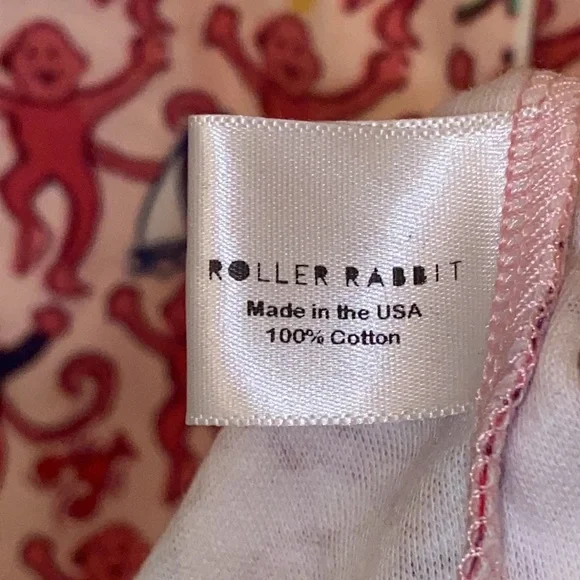 ROLLER RABBIT
Made in the USA
100% Cotton